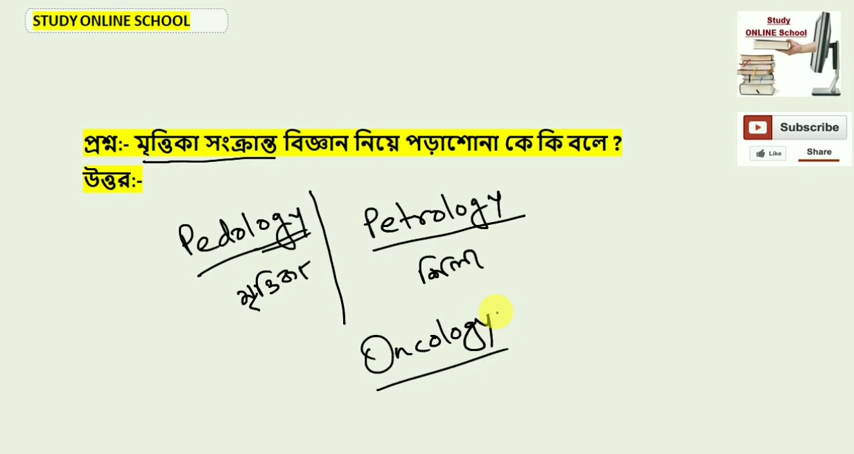 STUDY ONLINE SCHOOL
Study
ONLINE School
Subscribe
Like Share
প্রশ্ন:- মৃত্তিকা সংক্রান্ত বিজ্ঞান নিয়ে পড়াশোনা কে কি বলে ?
উত্তর:-
Pedology Petrology
মৃত্তিকা শিলা
Oncology